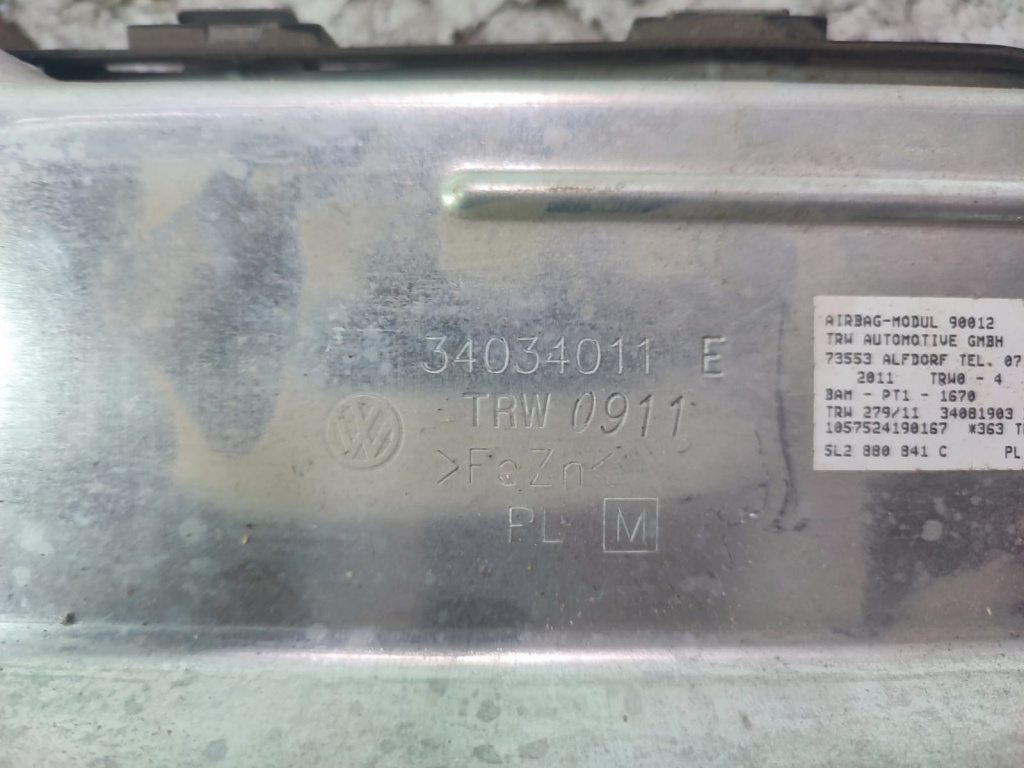 34034011 E
TRW 0911
>FeZn<
PL M
AIRBAG-MODUL 90012
TRW AUTOMOTIVE GMBH
73553 ALFDORF TEL. 07
2011 TRW0 - 4
BAM - PT1 - 1670
TRW 279/11 34081903
1057524190167 *363 T
5L2 880 841 C PL